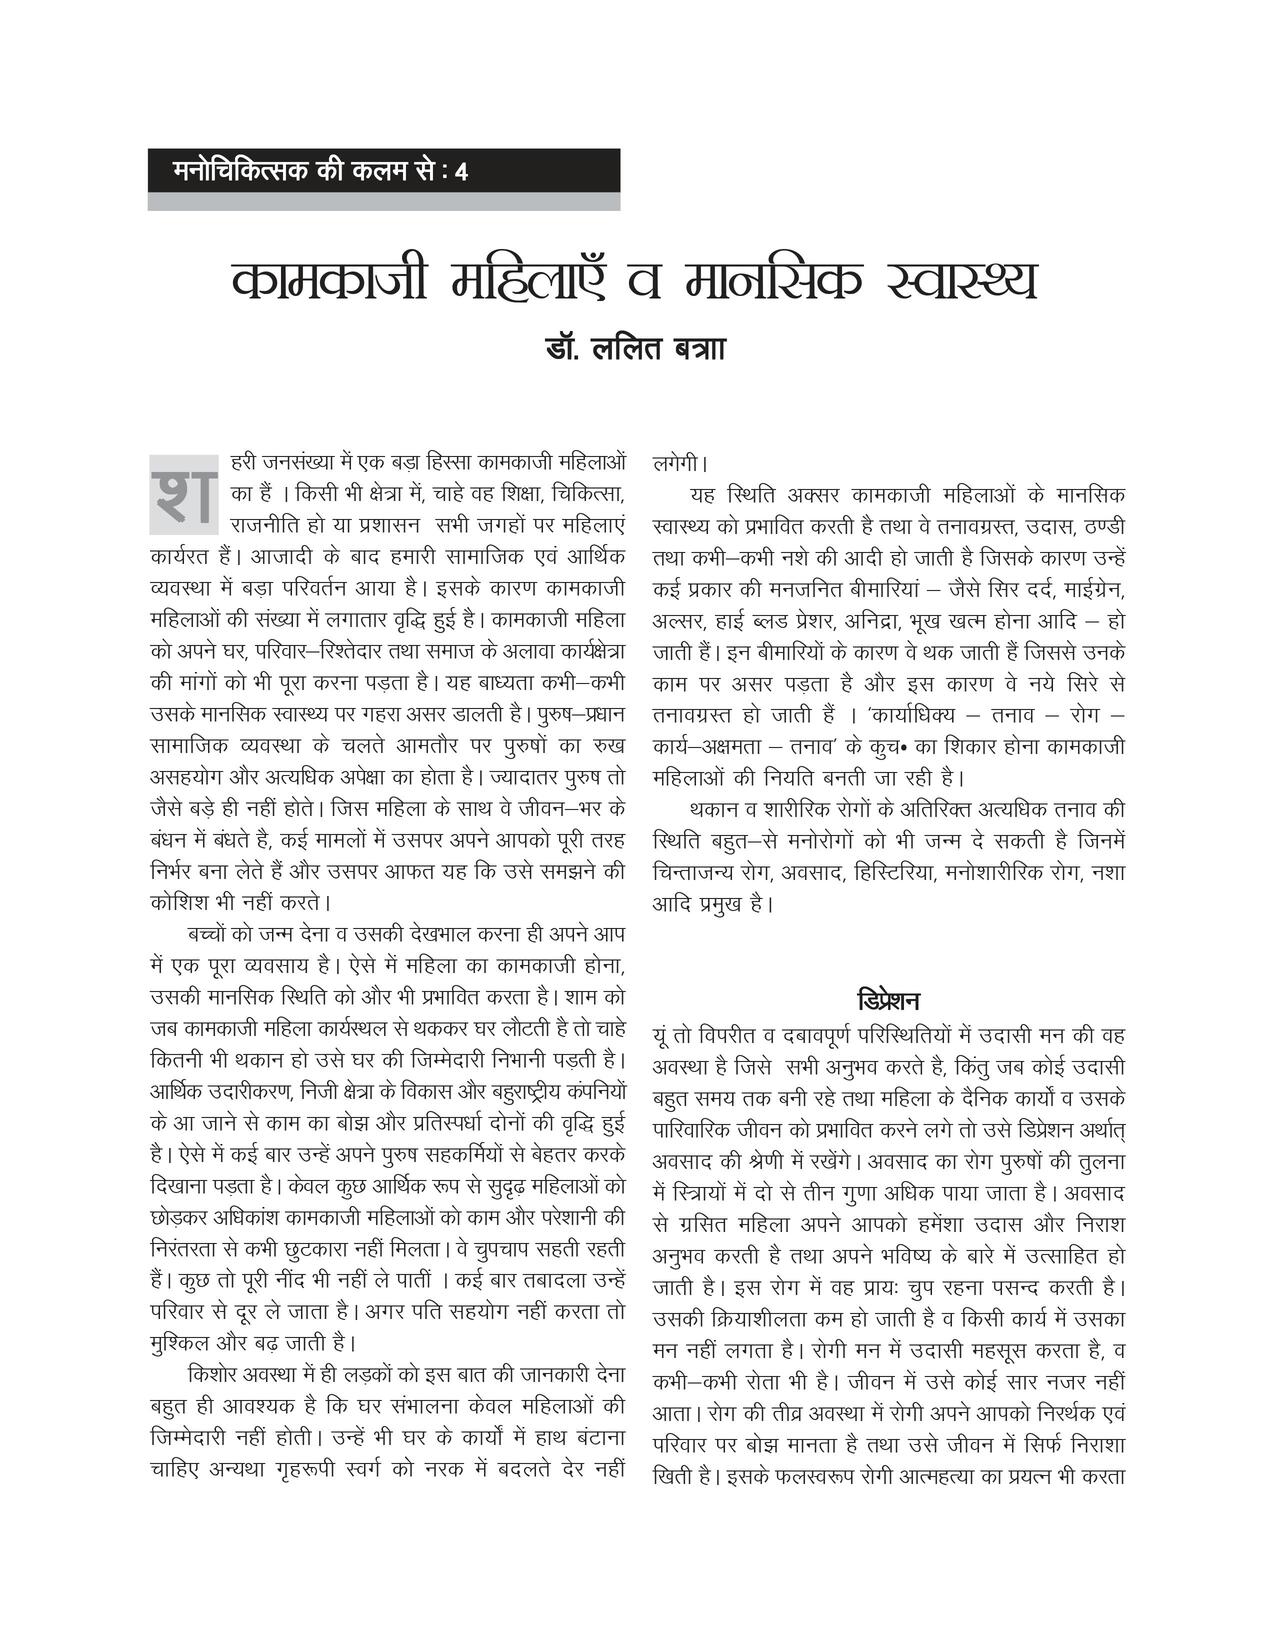 मनोचिकित्सक की कलम से : 4
कामकाजी महिलाएँ व मानसिक स्वास्थ्य
डॉ. ललित बत्राा
शहरी जनसंख्या में एक बड़ा हिस्सा कामकाजी महिलाओं
का हैं । किसी भी क्षेत्रा में, चाहे वह शिक्षा, चिकित्सा,
राजनीति हो या प्रशासन सभी जगहों पर महिलाएं
कार्यरत हैं। आजादी के बाद हमारी सामाजिक एवं आर्थिक
व्यवस्था में बड़ा परिवर्तन आया है। इसके कारण कामकाजी
महिलाओं की संख्या में लगातार वृद्धि हुई है। कामकाजी महिला
को अपने घर, परिवार–रिश्तेदार तथा समाज के अलावा कार्यक्षेत्रा
की मांगों को भी पूरा करना पड़ता है। यह बाध्यता कभी–कभी
उसके मानसिक स्वास्थ्य पर गहरा असर डालती है। पुरुष–प्रधान
सामाजिक व्यवस्था के चलते आमतौर पर पुरुषों का रुख
असहयोग और अत्यधिक अपेक्षा का होता है। ज्यादातर पुरुष तो
जैसे बड़े ही नहीं होते। जिस महिला के साथ वे जीवन–भर के
बंधन में बंधते है, कई मामलों में उसपर अपने आपको पूरी तरह
निर्भर बना लेते हैं और उसपर आफत यह कि उसे समझने की
कोशिश भी नहीं करते।
बच्चों को जन्म देना व उसकी देखभाल करना ही अपने आप
में एक पूरा व्यवसाय है। ऐसे में महिला का कामकाजी होना,
उसकी मानसिक स्थिति को और भी प्रभावित करता है। शाम को
जब कामकाजी महिला कार्यस्थल से थककर घर लौटती है तो चाहे
कितनी भी थकान हो उसे घर की जिम्मेदारी निभानी पड़ती है।
आर्थिक उदारीकरण, निजी क्षेत्रा के विकास और बहुराष्ट्रीय कंपनियों
के आ जाने से काम का बोझ और प्रतिस्पर्धा दोनों की वृद्धि हुई
है। ऐसे में कई बार उन्हें अपने पुरुष सहकर्मियों से बेहतर करके
दिखाना पड़ता है। केवल कुछ आर्थिक रूप से सुदृढ़ महिलाओं को
छोड़कर अधिकांश कामकाजी महिलाओं को काम और परेशानी की
निरंतरता से कभी छुटकारा नहीं मिलता। वे चुपचाप सहती रहती
हैं। कुछ तो पूरी नींद भी नहीं ले पातीं । कई बार तबादला उन्हें
परिवार से दूर ले जाता है। अगर पति सहयोग नहीं करता तो
मुश्किल और बढ़ जाती है।
किशोर अवस्था में ही लड़कों को इस बात की जानकारी देना
बहुत ही आवश्यक है कि घर संभालना केवल महिलाओं की
जिम्मेदारी नहीं होती। उन्हें भी घर के कार्यों में हाथ बंटाना
चाहिए अन्यथा गृहरूपी स्वर्ग को नरक में बदलते देर नहीं
लगेगी।
यह स्थिति अक्सर कामकाजी महिलाओं के मानसिक
स्वास्थ्य को प्रभावित करती है तथा वे तनावग्रस्त, उदास, ठण्डी
तथा कभी–कभी नशे की आदी हो जाती है जिसके कारण उन्हें
कई प्रकार की मनजनित बीमारियां – जैसे सिर दर्द, माईग्रेन,
अल्सर, हाई ब्लड प्रेशर, अनिद्रा, भूख खत्म होना आदि – हो
जाती हैं। इन बीमारियों के कारण वे थक जाती हैं जिससे उनके
काम पर असर पड़ता है और इस कारण वे नये सिरे से
तनावग्रस्त हो जाती हैं । 'कार्याधिक्य – तनाव – रोग –
कार्य–अक्षमता – तनाव' के कुच• का शिकार होना कामकाजी
महिलाओं की नियति बनती जा रही है।
थकान व शारीरिक रोगों के अतिरिक्त अत्यधिक तनाव की
स्थिति बहुत–से मनोरोगों को भी जन्म दे सकती है जिनमें
चिन्ताजन्य रोग, अवसाद, हिस्टिरिया, मनोशारीरिक रोग, नशा
आदि प्रमुख है।
डिप्रेशन
यूं तो विपरीत व दबावपूर्ण परिस्थितियों में उदासी मन की वह
अवस्था है जिसे सभी अनुभव करते है, किंतु जब कोई उदासी
बहुत समय तक बनी रहे तथा महिला के दैनिक कार्यों व उसके
पारिवारिक जीवन को प्रभावित करने लगे तो उसे डिप्रेशन अर्थात्
अवसाद की श्रेणी में रखेंगे। अवसाद का रोग पुरुषों की तुलना
में स्त्रिायों में दो से तीन गुणा अधिक पाया जाता है। अवसाद
से ग्रसित महिला अपने आपको हमेंशा उदास और निराश
अनुभव करती है तथा अपने भविष्य के बारे में उत्साहित हो
जाती है। इस रोग में वह प्रायः चुप रहना पसन्द करती है।
उसकी क्रियाशीलता कम हो जाती है व किसी कार्य में उसका
मन नहीं लगता है। रोगी मन में उदासी महसूस करता है, व
कभी–कभी रोता भी है। जीवन में उसे कोई सार नजर नहीं
आता। रोग की तीव्र अवस्था में रोगी अपने आपको निरर्थक एवं
परिवार पर बोझ मानता है तथा उसे जीवन में सिर्फ निराशा
खिती है। इसके फलस्वरूप रोगी आत्महत्या का प्रयत्न भी करता